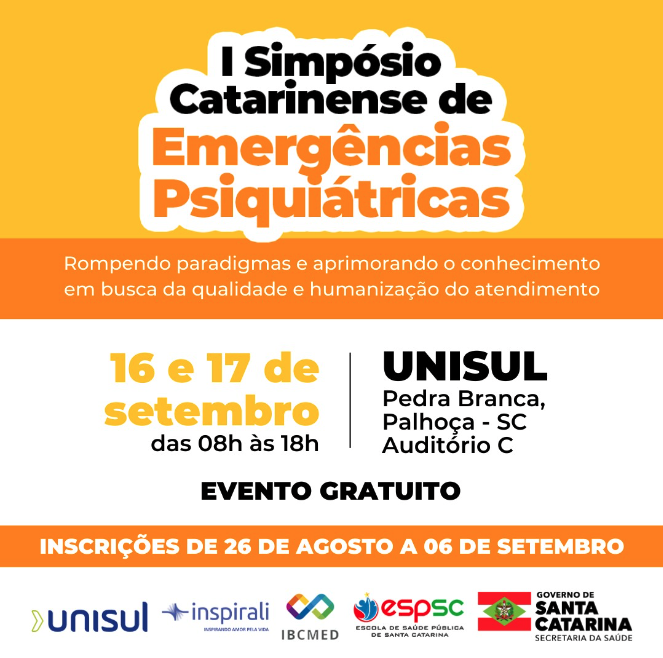 I Simpósio
Catarinense de
Emergências
Psiquiátricas
Rompendo paradigmas e aprimorando o conhecimento
em busca da qualidade e humanização do atendimento
16 e 17 de
setembro
das 08h às 18h
UNISUL
Pedra Branca,
Palhoça - SC
Auditório C
EVENTO GRATUITO
INSCRIÇÕES DE 26 DE AGOSTO A 06 DE SETEMBRO
unisul
inspirali
INSPIRANDO AMOR PELA VIDA
IBCMED
espsc
ESCOLA DE SAÚDE PÚBLICA
DE SANTA CATARINA
GOVERNO DE
SANTA
CATARINA
SECRETARIA DA SAÚDE